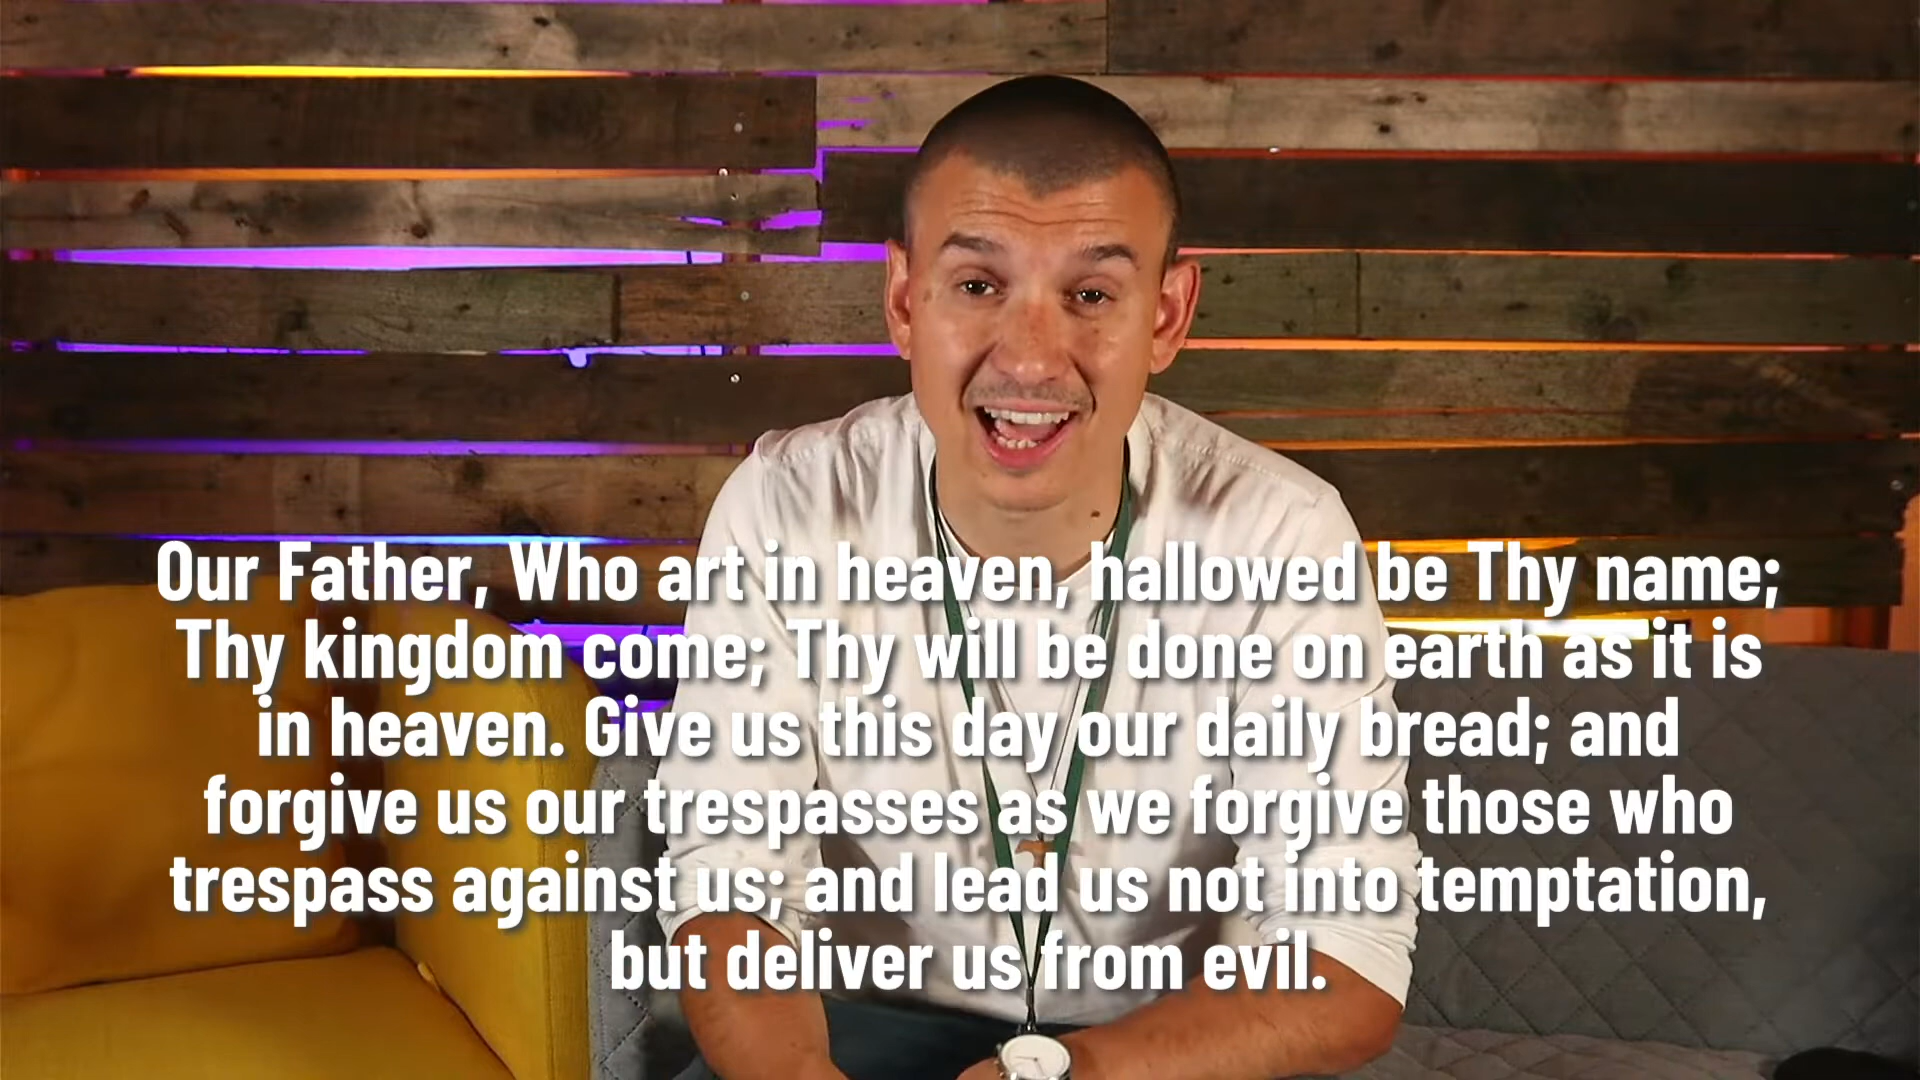 Our Father, Who art in heaven, hallowed be Thy name;
Thy kingdom come; Thy will be done on earth as it is
in heaven. Give us this day our daily bread; and
forgive us our trespasses as we forgive those who
trespass against us; and lead us not into temptation,
but deliver us from evil.